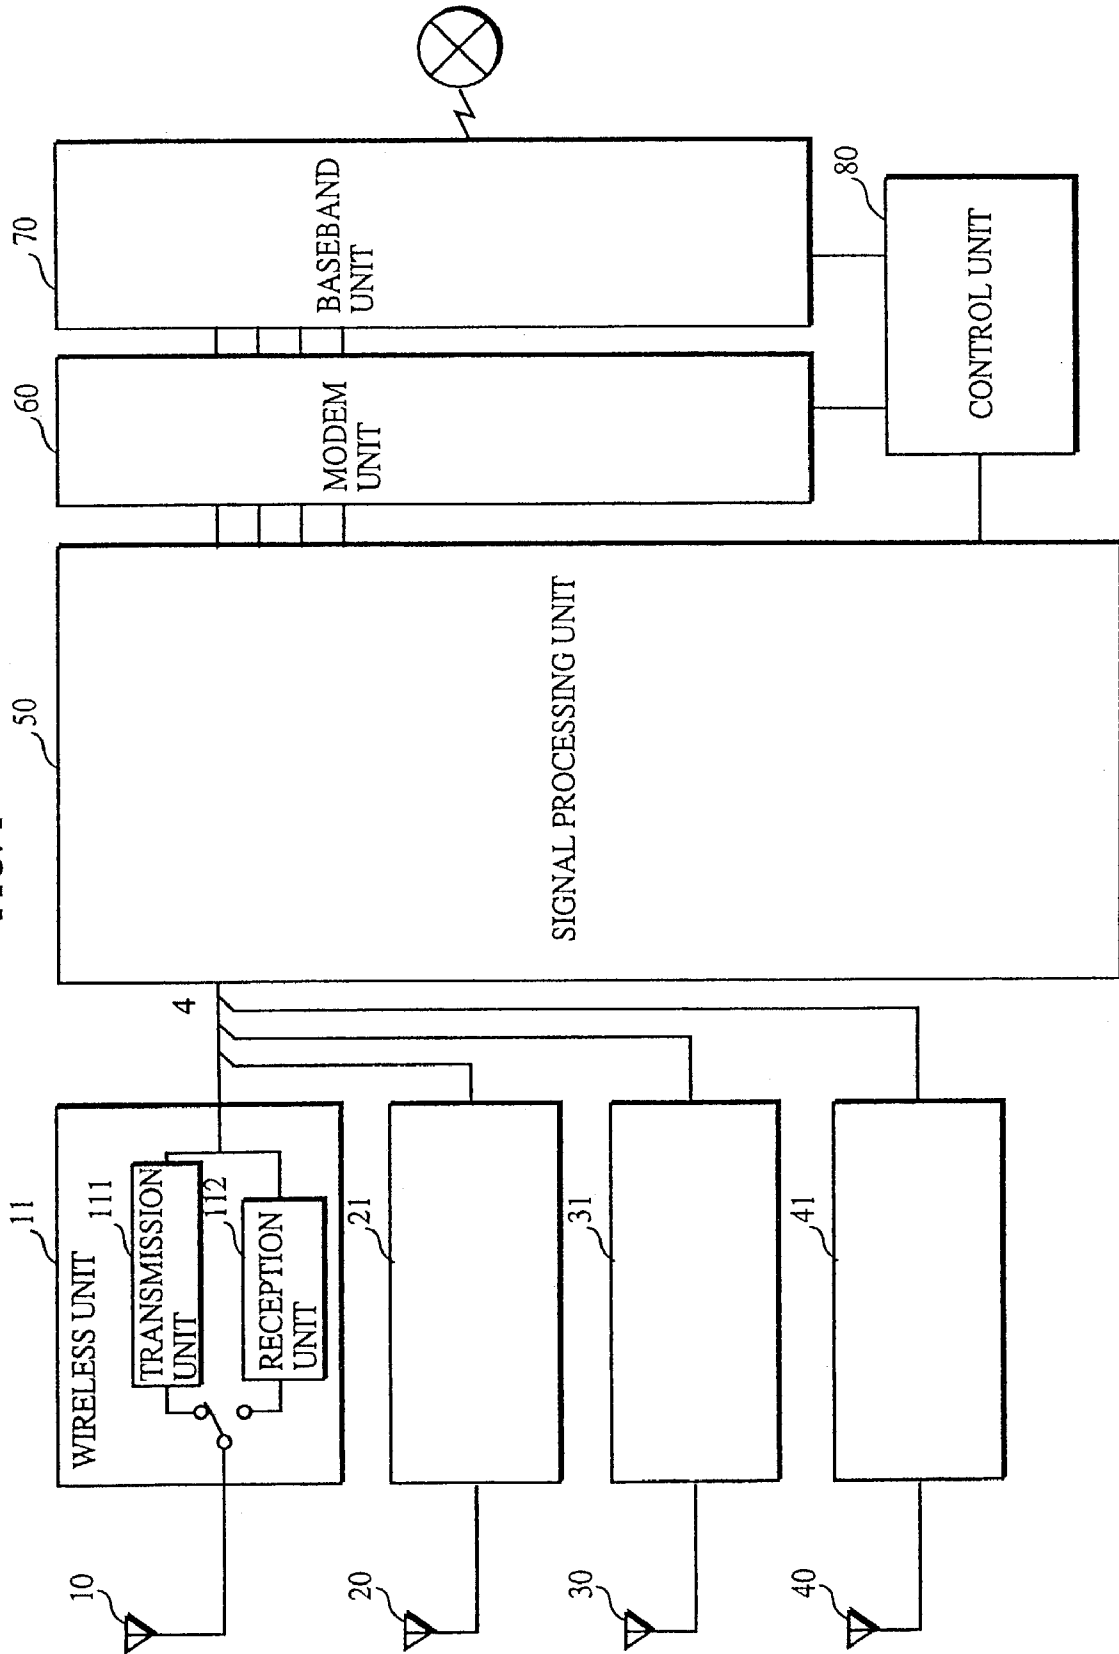 10
11
WIRELESS UNIT
111
TRANSMISSION
UNIT
112
RECEPTION
UNIT
4
20
21
30
31
40
41
50
SIGNAL PROCESSING UNIT
60
MODEM
UNIT
70
BASEBAND
UNIT
80
CONTROL UNIT